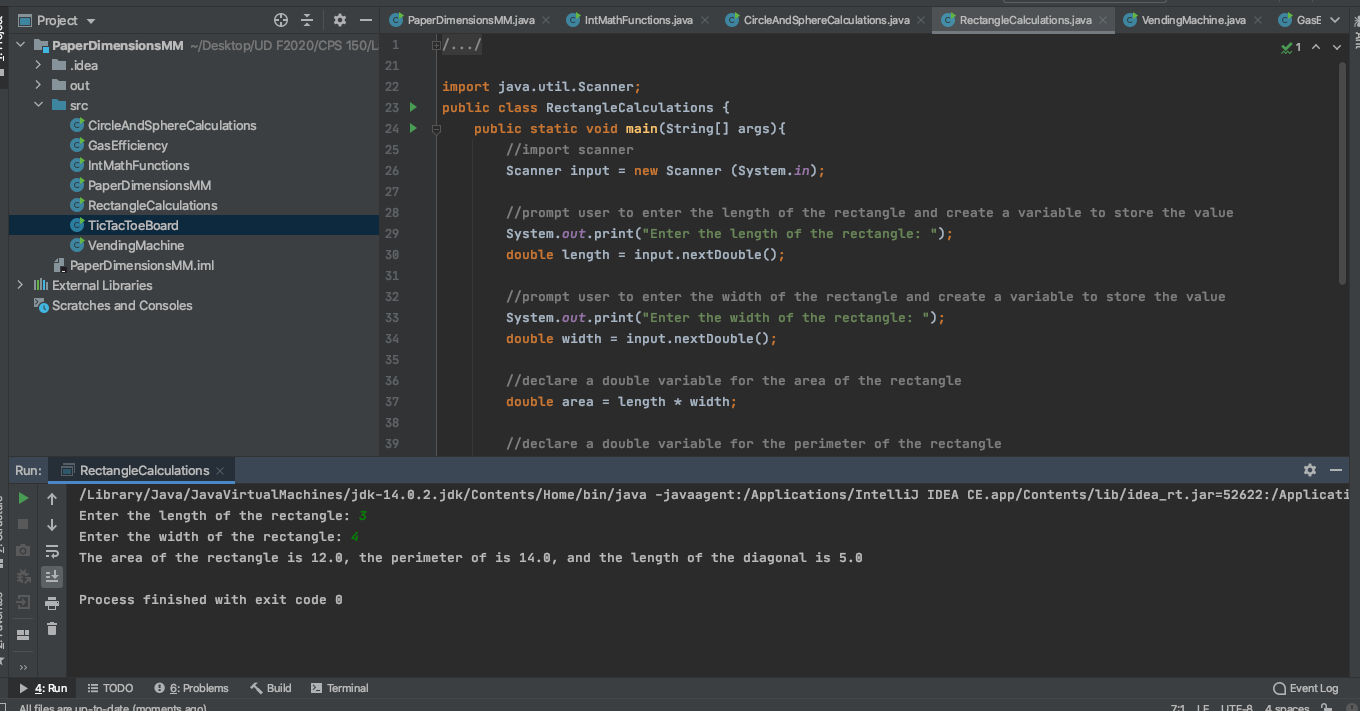 Project
PaperDimensionsMM.java
IntMathFunctions.java
CircleAndSphereCalculations.java
RectangleCalculations.java
VendingMachine.java
GasE
PaperDimensionsMM ~/Desktop/UD F2020/CPS 150/L
.idea
out
src
CircleAndSphereCalculations
GasEfficiency
IntMathFunctions
PaperDimensionsMM
RectangleCalculations
TicTacToeBoard
VendingMachine
PaperDimensionsMM.iml
External Libraries
Scratches and Consoles
1 /.../
1
21
22 import java.util.Scanner;
23 public class RectangleCalculations {
24 public static void main(String[] args){
25 //import scanner
26 Scanner input = new Scanner (System.in);
27
28 //prompt user to enter the length of the rectangle and create a variable to store the value
29 System.out.print("Enter the length of the rectangle: ");
30 double length = input.nextDouble();
31
32 //prompt user to enter the width of the rectangle and create a variable to store the value
33 System.out.print("Enter the width of the rectangle: ");
34 double width = input.nextDouble();
35
36 //declare a double variable for the area of the rectangle
37 double area = length * width;
38
39 //declare a double variable for the perimeter of the rectangle
Run: RectangleCalculations
/Library/Java/JavaVirtualMachines/jdk-14.0.2.jdk/Contents/Home/bin/java -javaagent:/Applications/IntelliJ IDEA CE.app/Contents/lib/idea_rt.jar=52622:/Applicati
Enter the length of the rectangle: 3
Enter the width of the rectangle: 4
The area of the rectangle is 12.0, the perimeter of is 14.0, and the length of the diagonal is 5.0
Process finished with exit code 0
4: Run
TODO
6: Problems
Build
Terminal
Event Log
All files are up-to-date (moments ago)
7:1 LF UTF-8 4 spaces